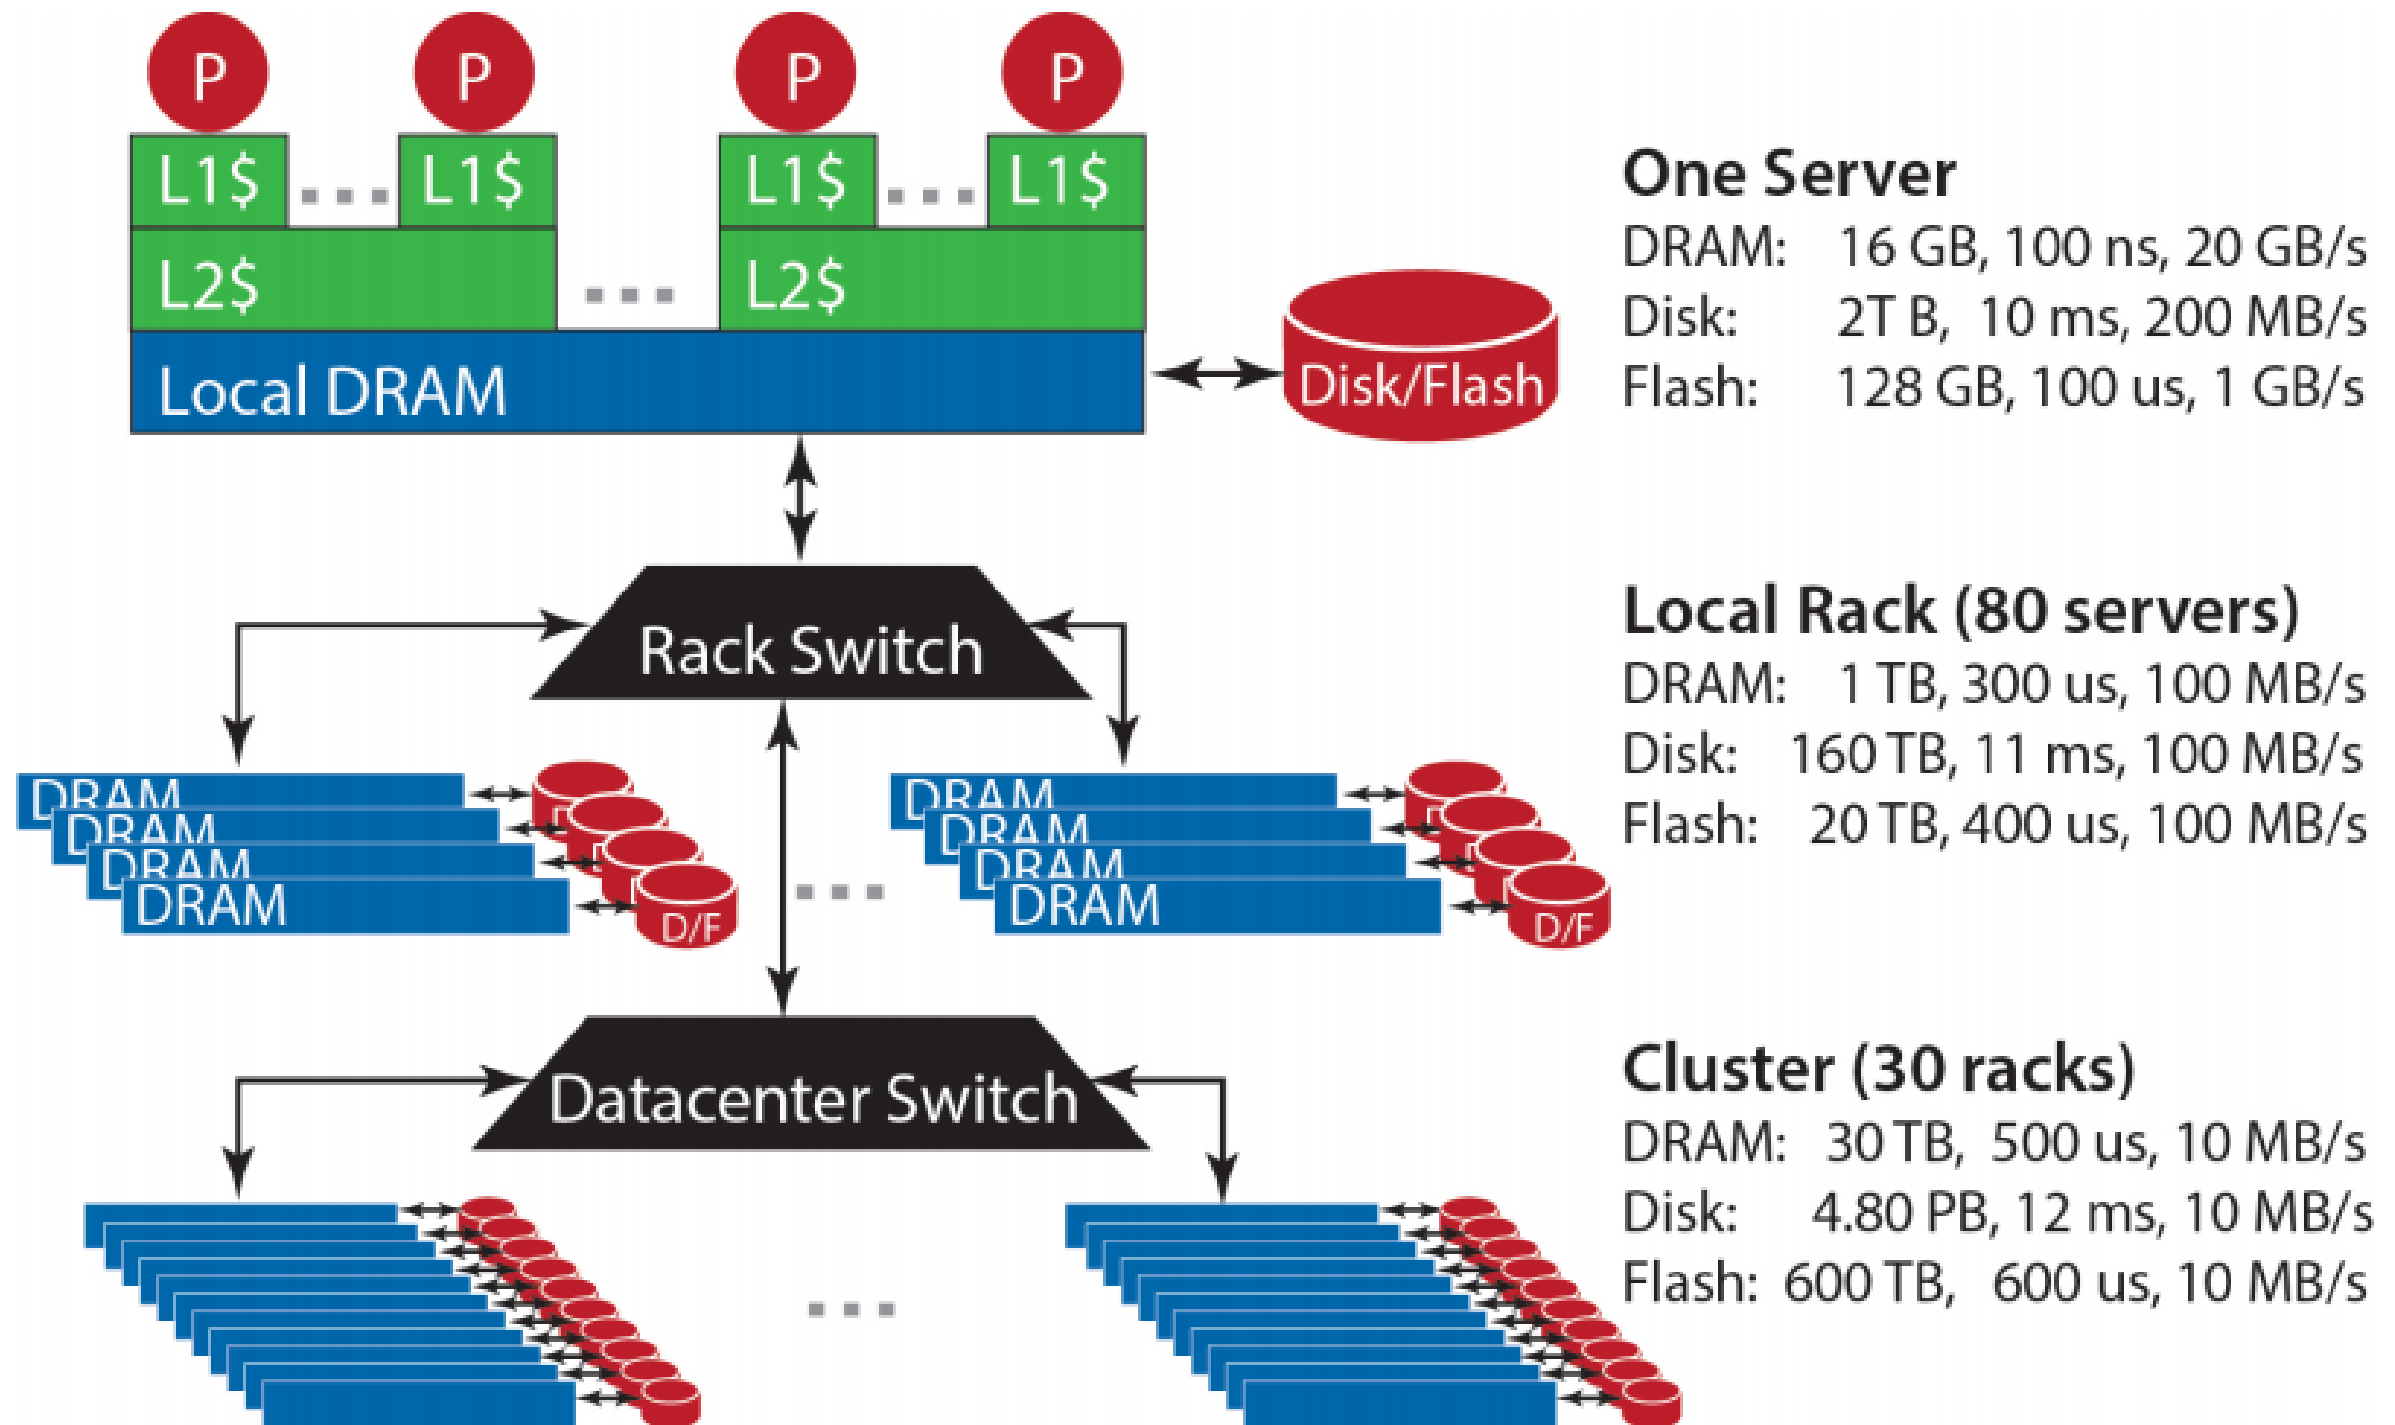 P P P P
L1$ L1$ L1$ L1$
L2$ L2$
Local DRAM
Disk/Flash
One Server
DRAM: 16 GB, 100 ns, 20 GB/s
Disk: 2T B, 10 ms, 200 MB/s
Flash: 128 GB, 100 us, 1 GB/s
Rack Switch
Local Rack (80 servers)
DRAM: 1 TB, 300 us, 100 MB/s
Disk: 160 TB, 11 ms, 100 MB/s
Flash: 20 TB, 400 us, 100 MB/s
DRAM DRAM
DRAM DRAM
DRAM DRAM
DRAM D/F DRAM D/F
Datacenter Switch
Cluster (30 racks)
DRAM: 30 TB, 500 us, 10 MB/s
Disk: 4.80 PB, 12 ms, 10 MB/s
Flash: 600 TB, 600 us, 10 MB/s